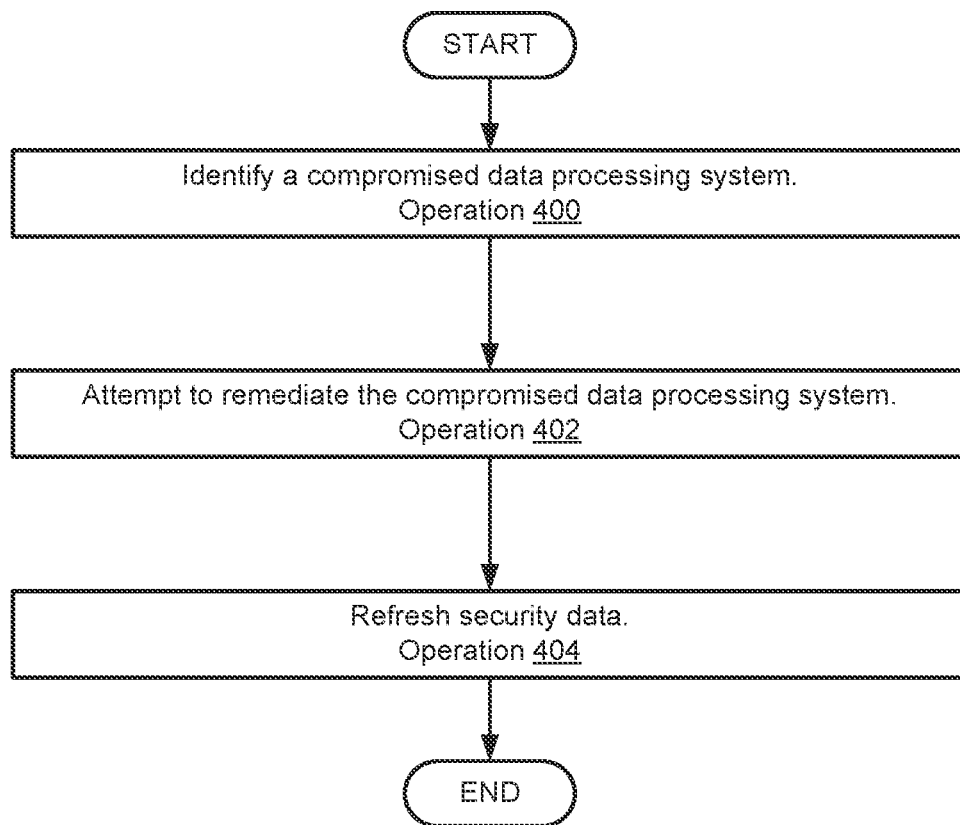 START
Identify a compromised data processing system.
Operation 400
Attempt to remediate the compromised data processing system.
Operation 402
Refresh security data.
Operation 404
END